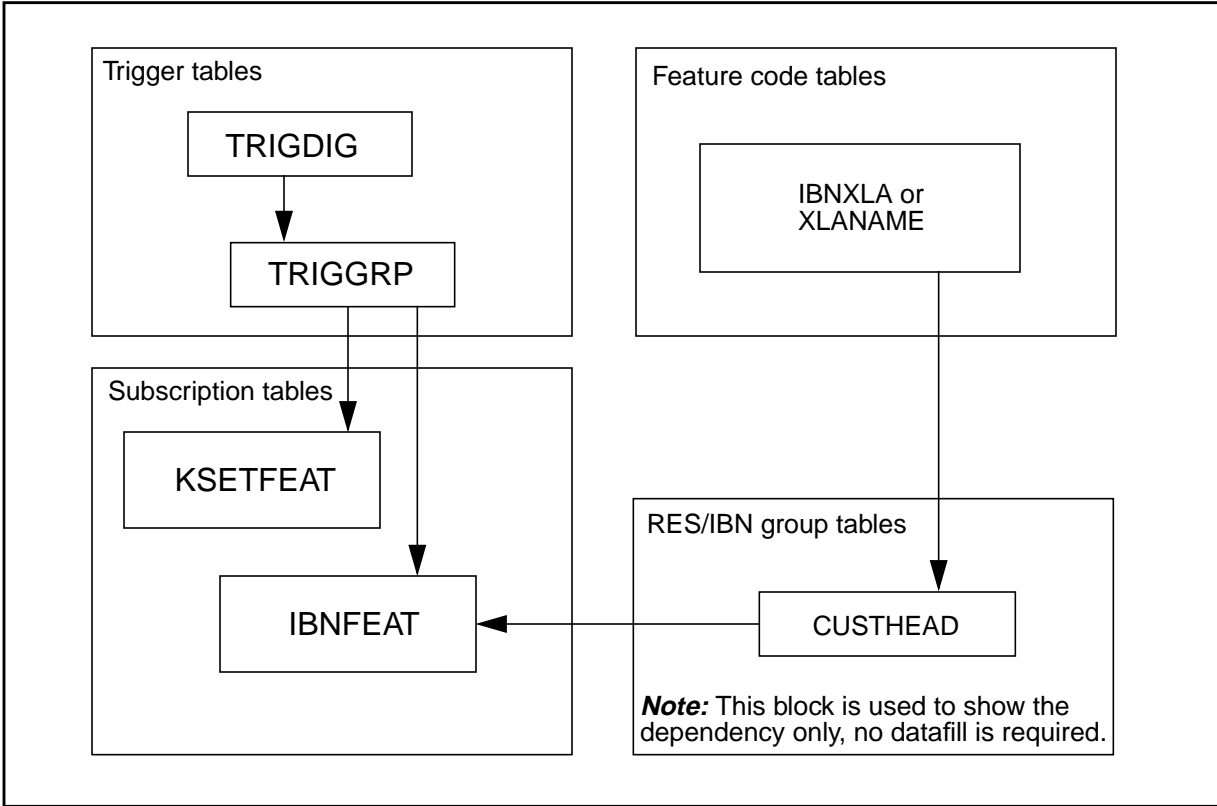 Trigger tables
TRIGDIG
TRIGGRP
Subscription tables
KSETFEAT
IBNFEAT
Feature code tables
IBNXLA or
XLANAME
RES/IBN group tables
CUSTHEAD
Note: This block is used to show the
dependency only, no datafill is required.